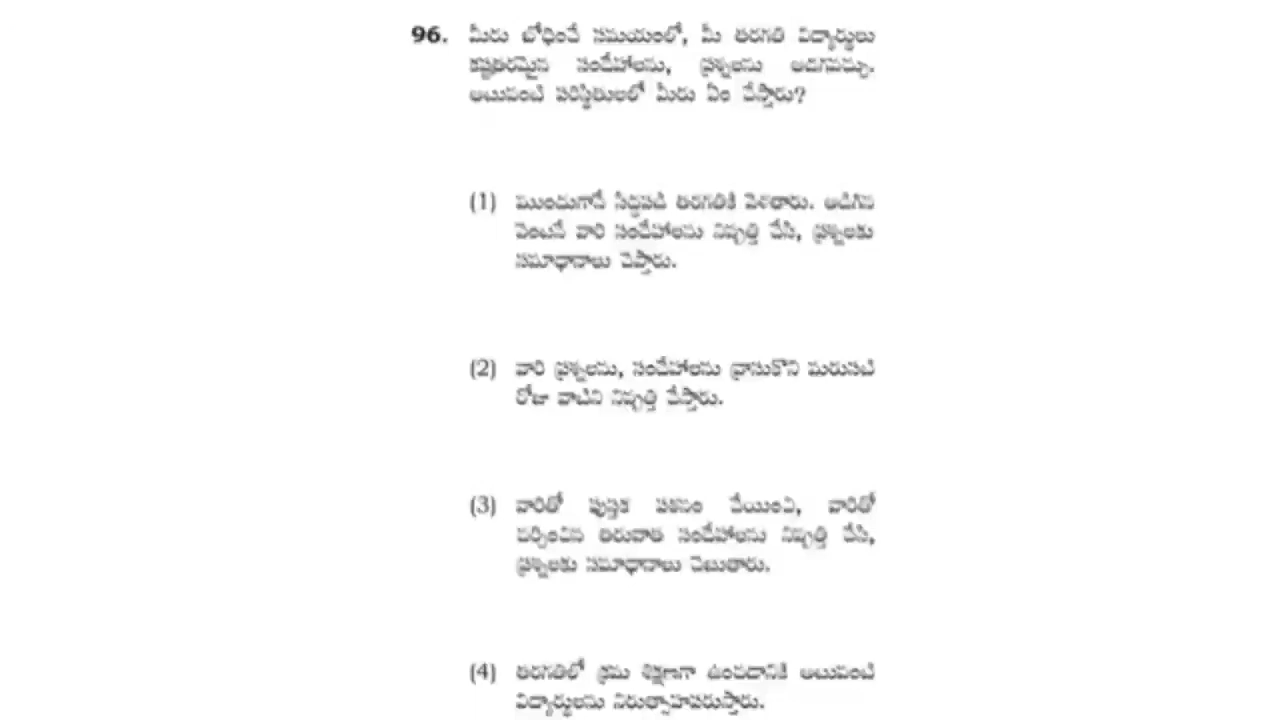 96. మీరు బోధించే సమయంలో, మీ తరగతి విద్యార్థులు
కష్టతరమైన సందేహాలను, ప్రశ్నలను అడగవచ్చు.
అటువంటి పరిస్థితులలో మీరు ఏం చేస్తారు?
(1) ముందుగానే సిద్ధపడి తరగతికి వెళతారు. అడిగిన
వెంటనే వారి సందేహాలను నివృత్తి చేసి, ప్రశ్నలకు
సమాధానాలు చెప్తారు.
(2) వారి ప్రశ్నలను, సందేహాలను వ్రాసుకొని మరుసటి
రోజు వాటిని నివృత్తి చేస్తారు.
(3) వారితో పుస్తక పఠనం చేయించి, వారితో
చర్చించిన తరువాత సందేహాలను నివృత్తి చేసి,
ప్రశ్నలకు సమాధానాలు చెబుతారు.
(4) తరగతిలో క్రమ శిక్షణగా ఉంచడానికి అటువంటి
విద్యార్థులను నిరుత్సాహపరుస్తారు.